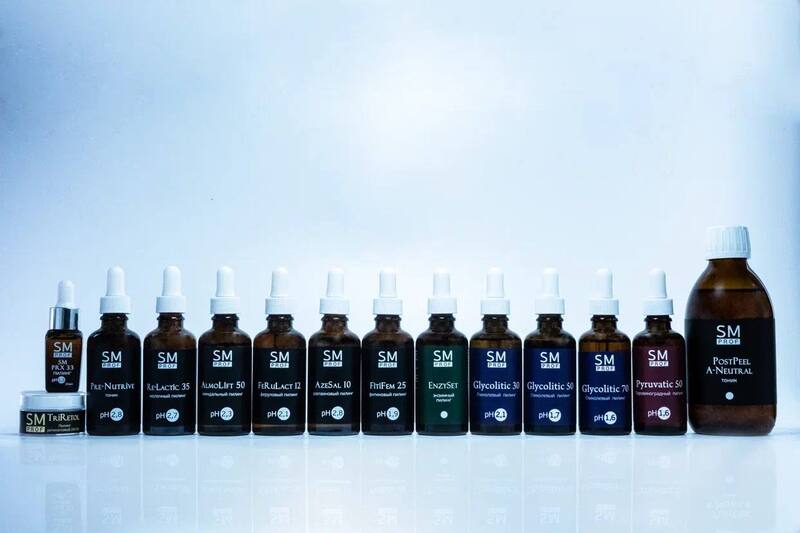 SM
PROF
SM
PRX 33
ПИЛИНГ
SM
PROF
TRIRETOL
SM
PROF
PRE-NUTRIVE
ТОНИК
pH 2,8
SM
PROF
RE-LACTIC 35
МОЛОЧНЫЙ ПИЛИНГ
pH 2,7
SM
PROF
ALMOLIFT 50
МИНДАЛЬНЫЙ ПИЛИНГ
pH 2,3
SM
PROF
FERULACT 12
ФЕРУЛОВЫЙ ПИЛИНГ
pH 2,1
SM
PROF
AZESAL 10
АЗЕЛАИНОВЫЙ ПИЛИНГ
pH 2,8
SM
PROF
FITIFEM 25
ФИТИНОВЫЙ ПИЛИНГ
pH 1,9
SM
PROF
ENZYSET
ЭНЗИМНЫЙ
ПИЛИНГ
SM
PROF
Glycolitic 30
Гликолиевый пилинг
pH 2,1
SM
PROF
Glycolitic 50
Гликолиевый пилинг
pH 1,7
SM
PROF
Glycolitic 70
Гликолиевый пилинг
pH 1,6
SM
PROF
Pyruvatic 50
Пировиноградный пилинг
pH 1,6
SM
PROF
POSTPEEL
A-NEUTRAL
ТОНИК